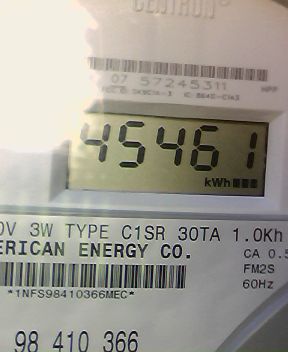 CENTRON
07 57245311
45461
kWh
0V 3W TYPE C1SR 30TA 1.0Kh
ERICAN ENERGY CO.
CA 0.5
FM2S
60Hz
*1NFS98410366MEC*
98 410 366